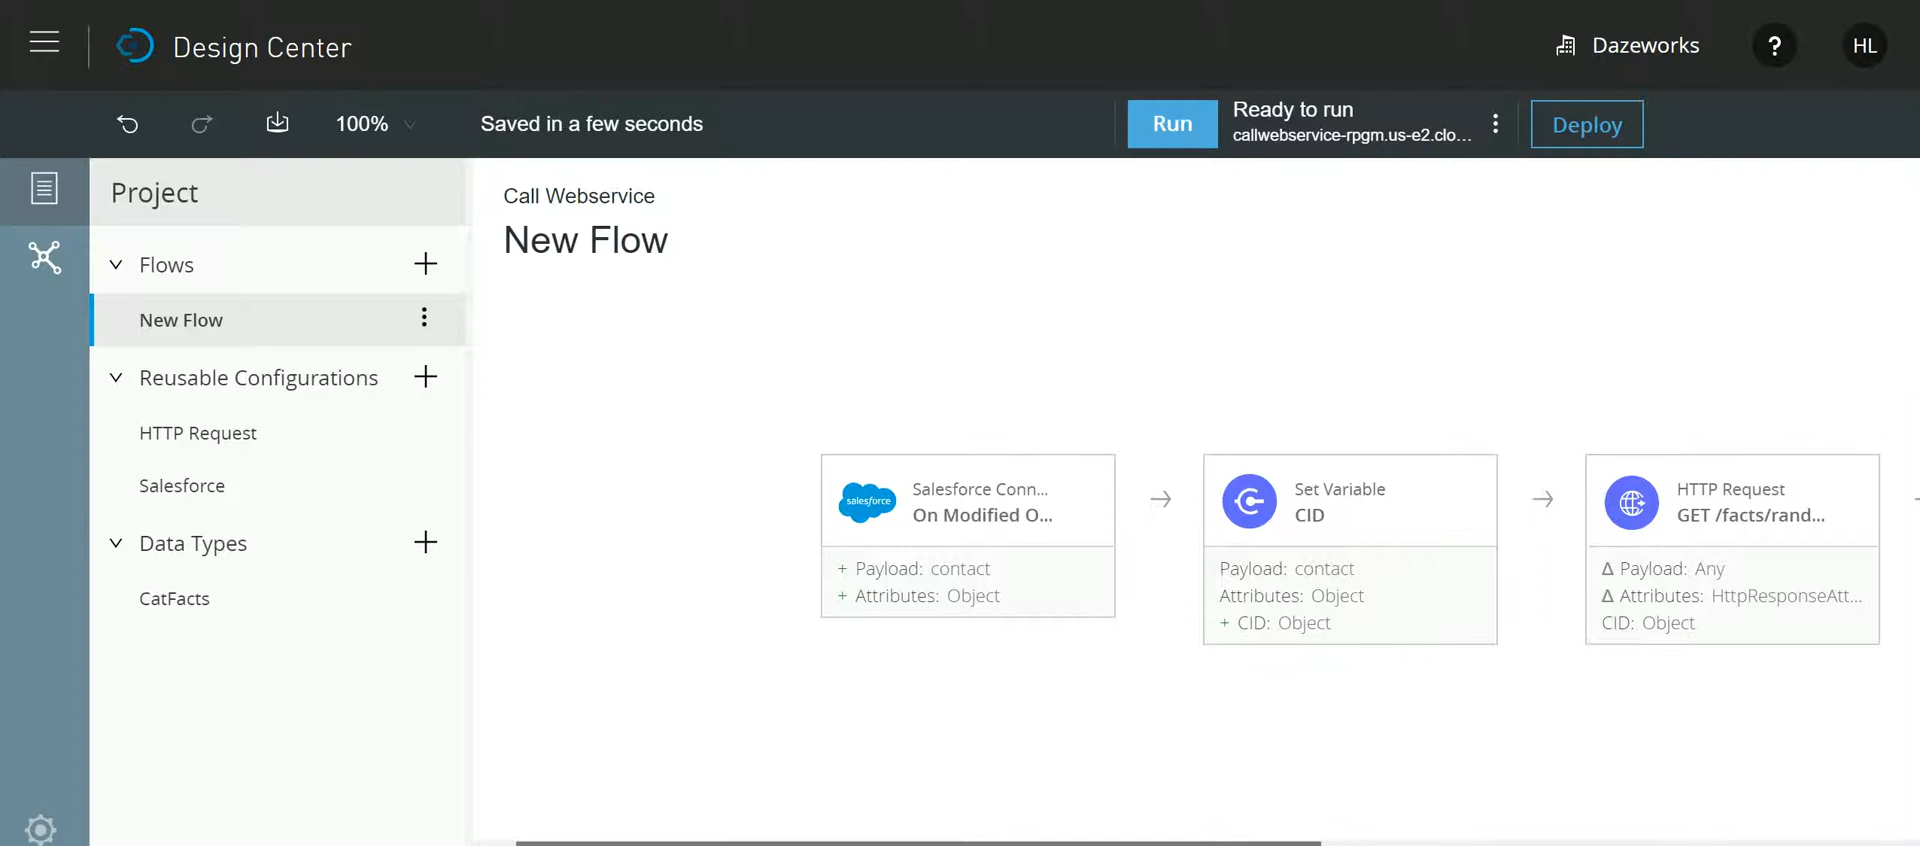 Design Center
Dazeworks
?
HL
100%
Saved in a few seconds
Run
Ready to run
callwebservice-rpgm.us-e2.clo...
Deploy
Project
Flows
New Flow
Reusable Configurations
HTTP Request
Salesforce
Data Types
CatFacts
Call Webservice
New Flow
salesforce
Salesforce Conn...
On Modified O...
+ Payload: contact
+ Attributes: Object
Set Variable
CID
Payload: contact
Attributes: Object
+ CID: Object
HTTP Request
GET /facts/rand...
Δ Payload: Any
Δ Attributes: HttpResponseAtt...
CID: Object